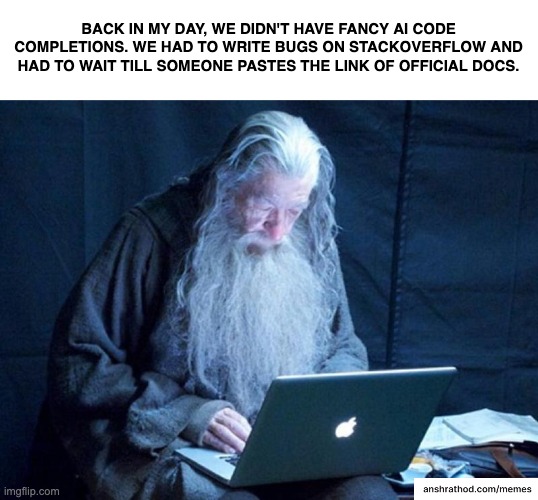 BACK IN MY DAY, WE DIDN'T HAVE FANCY AI CODE
COMPLETIONS. WE HAD TO WRITE BUGS ON STACKOVERFLOW AND
HAD TO WAIT TILL SOMEONE PASTES THE LINK OF OFFICIAL DOCS.
imgflip.com
anshrathod.com/memes